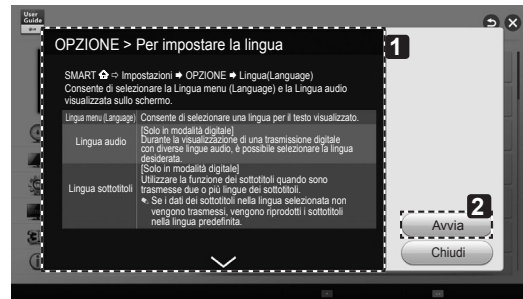 User
Guide
OPZIONE > Per impostare la lingua
1
SMART ⇨ Impostazioni ➡ OPZIONE ➡ Lingua(Language)
Consente di selezionare la Lingua menu (Language) e la Lingua audio
visualizzata sullo schermo.
Lingua menu (Language) Consente di selezionare una lingua per il testo visualizzato.
[Solo in modalità digitale]
Durante la visualizzazione di una trasmissione digitale
Lingua audio
con diverse lingue audio, è possibile selezionare la lingua
desiderata.
[Solo in modalità digitale]
Utilizzare la funzione dei sottotitoli quando sono
trasmesse due o più lingue dei sottotitoli.
Lingua sottotitoli
Se i dati dei sottotitoli nella lingua selezionata non
vengono trasmessi, vengono riprodotti i sottotitoli
nella lingua predefinita.
2
Avvia
Chiudi